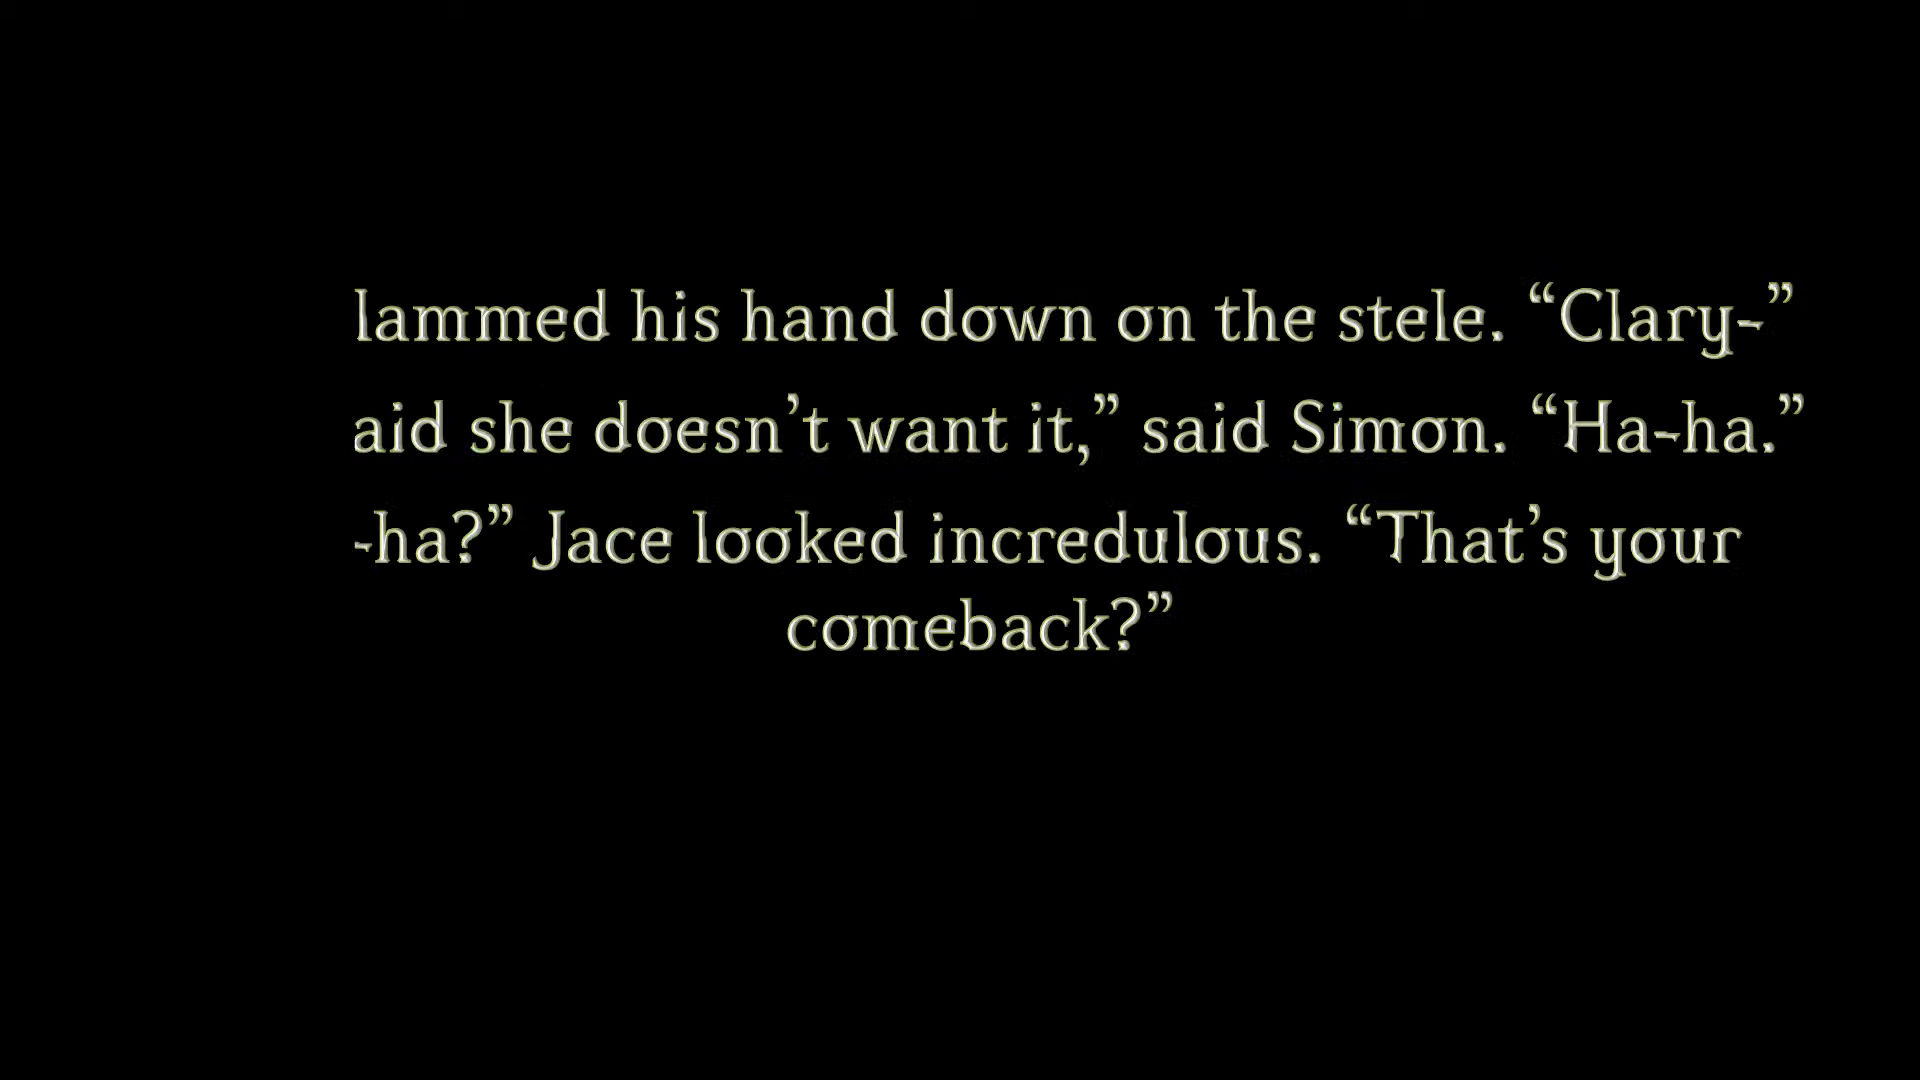 lammed his hand down on the stele. “Clary-”
aid she doesn’t want it,” said Simon. “Ha-ha.”
-ha?” Jace looked incredulous. “That’s your
comeback?”